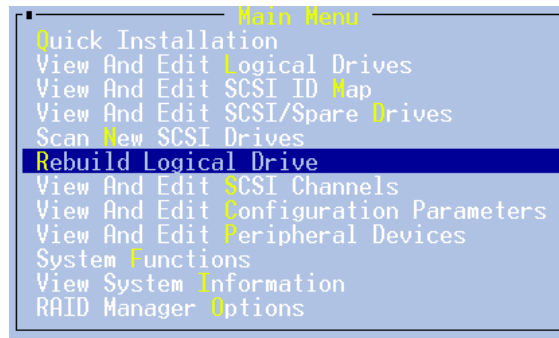 Main Menu
Quick Installation
View And Edit Logical Drives
View And Edit SCSI ID Map
View And Edit SCSI/Spare Drives
Scan New SCSI Drives
Rebuild Logical Drive
View And Edit SCSI Channels
View And Edit Configuration Parameters
View And Edit Peripheral Devices
System Functions
View System Information
RAID Manager Options